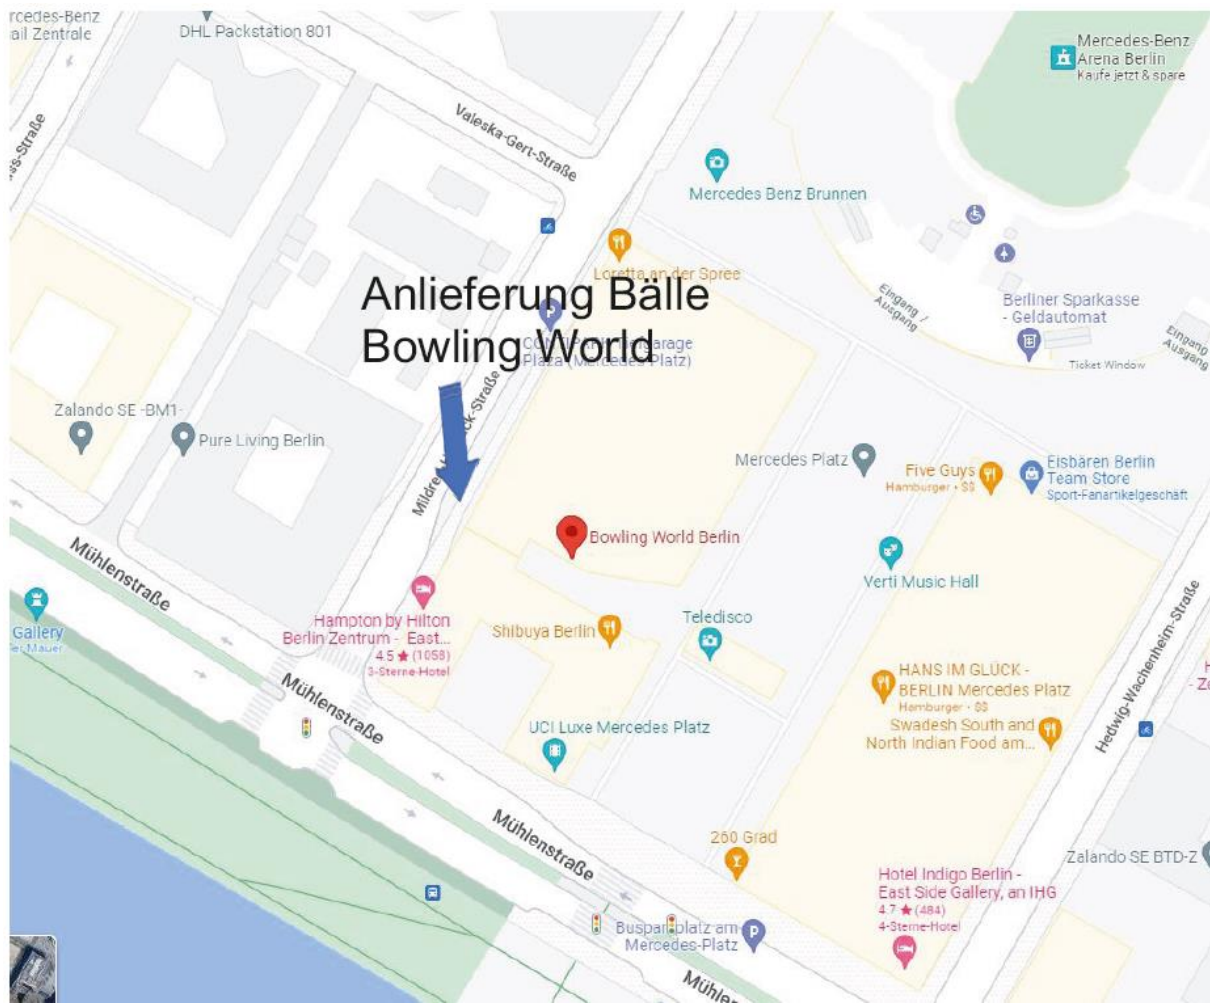 rcedes-Benz
ail Zentrale
DHL Packstation 801
Mercedes-Benz
Arena Berlin
Kaufe jetzt & spare
ss-Straße
Valeska-Gert-Straße
Mercedes Benz Brunnen
Loretta an der Spree
Anlieferung Bälle
Bowling World
Plaza (Mercedes Platz)
Eingang /
Ausgang
Berliner Sparkasse
- Geldautomat
Eingang
Ausgang
Ticket Window
Zalando SE -BM1-
Pure Living Berlin
Mercedes Platz
Five Guys
Hamburger • $$
Eisbären Berlin
Team Store
Sport-Fanartikelgeschäft
Bowling World Berlin
Mühlenstraße
Verti Music Hall
Gallery
er Mauer
Hampton by Hilton
Berlin Zentrum - East...
4.5 ★ (1058)
3-Sterne-Hotel
Shibuya Berlin
Teledisco
Hedwig-Wachenheim-Straße
HANS IM GLÜCK -
BERLIN Mercedes Platz
Hamburger • $$
H
- Zo
Mühlenstraße
UCI Luxe Mercedes Platz
Swadesh South and
North Indian Food am...
Mühlenstraße
260 Grad
Zalando SE BTD-Z
Hotel Indigo Berlin -
East Side Gallery, an IHG
4.7 ★ (484)
4-Sterne-Hotel
Busparkplatz am
Mercedes-Platz